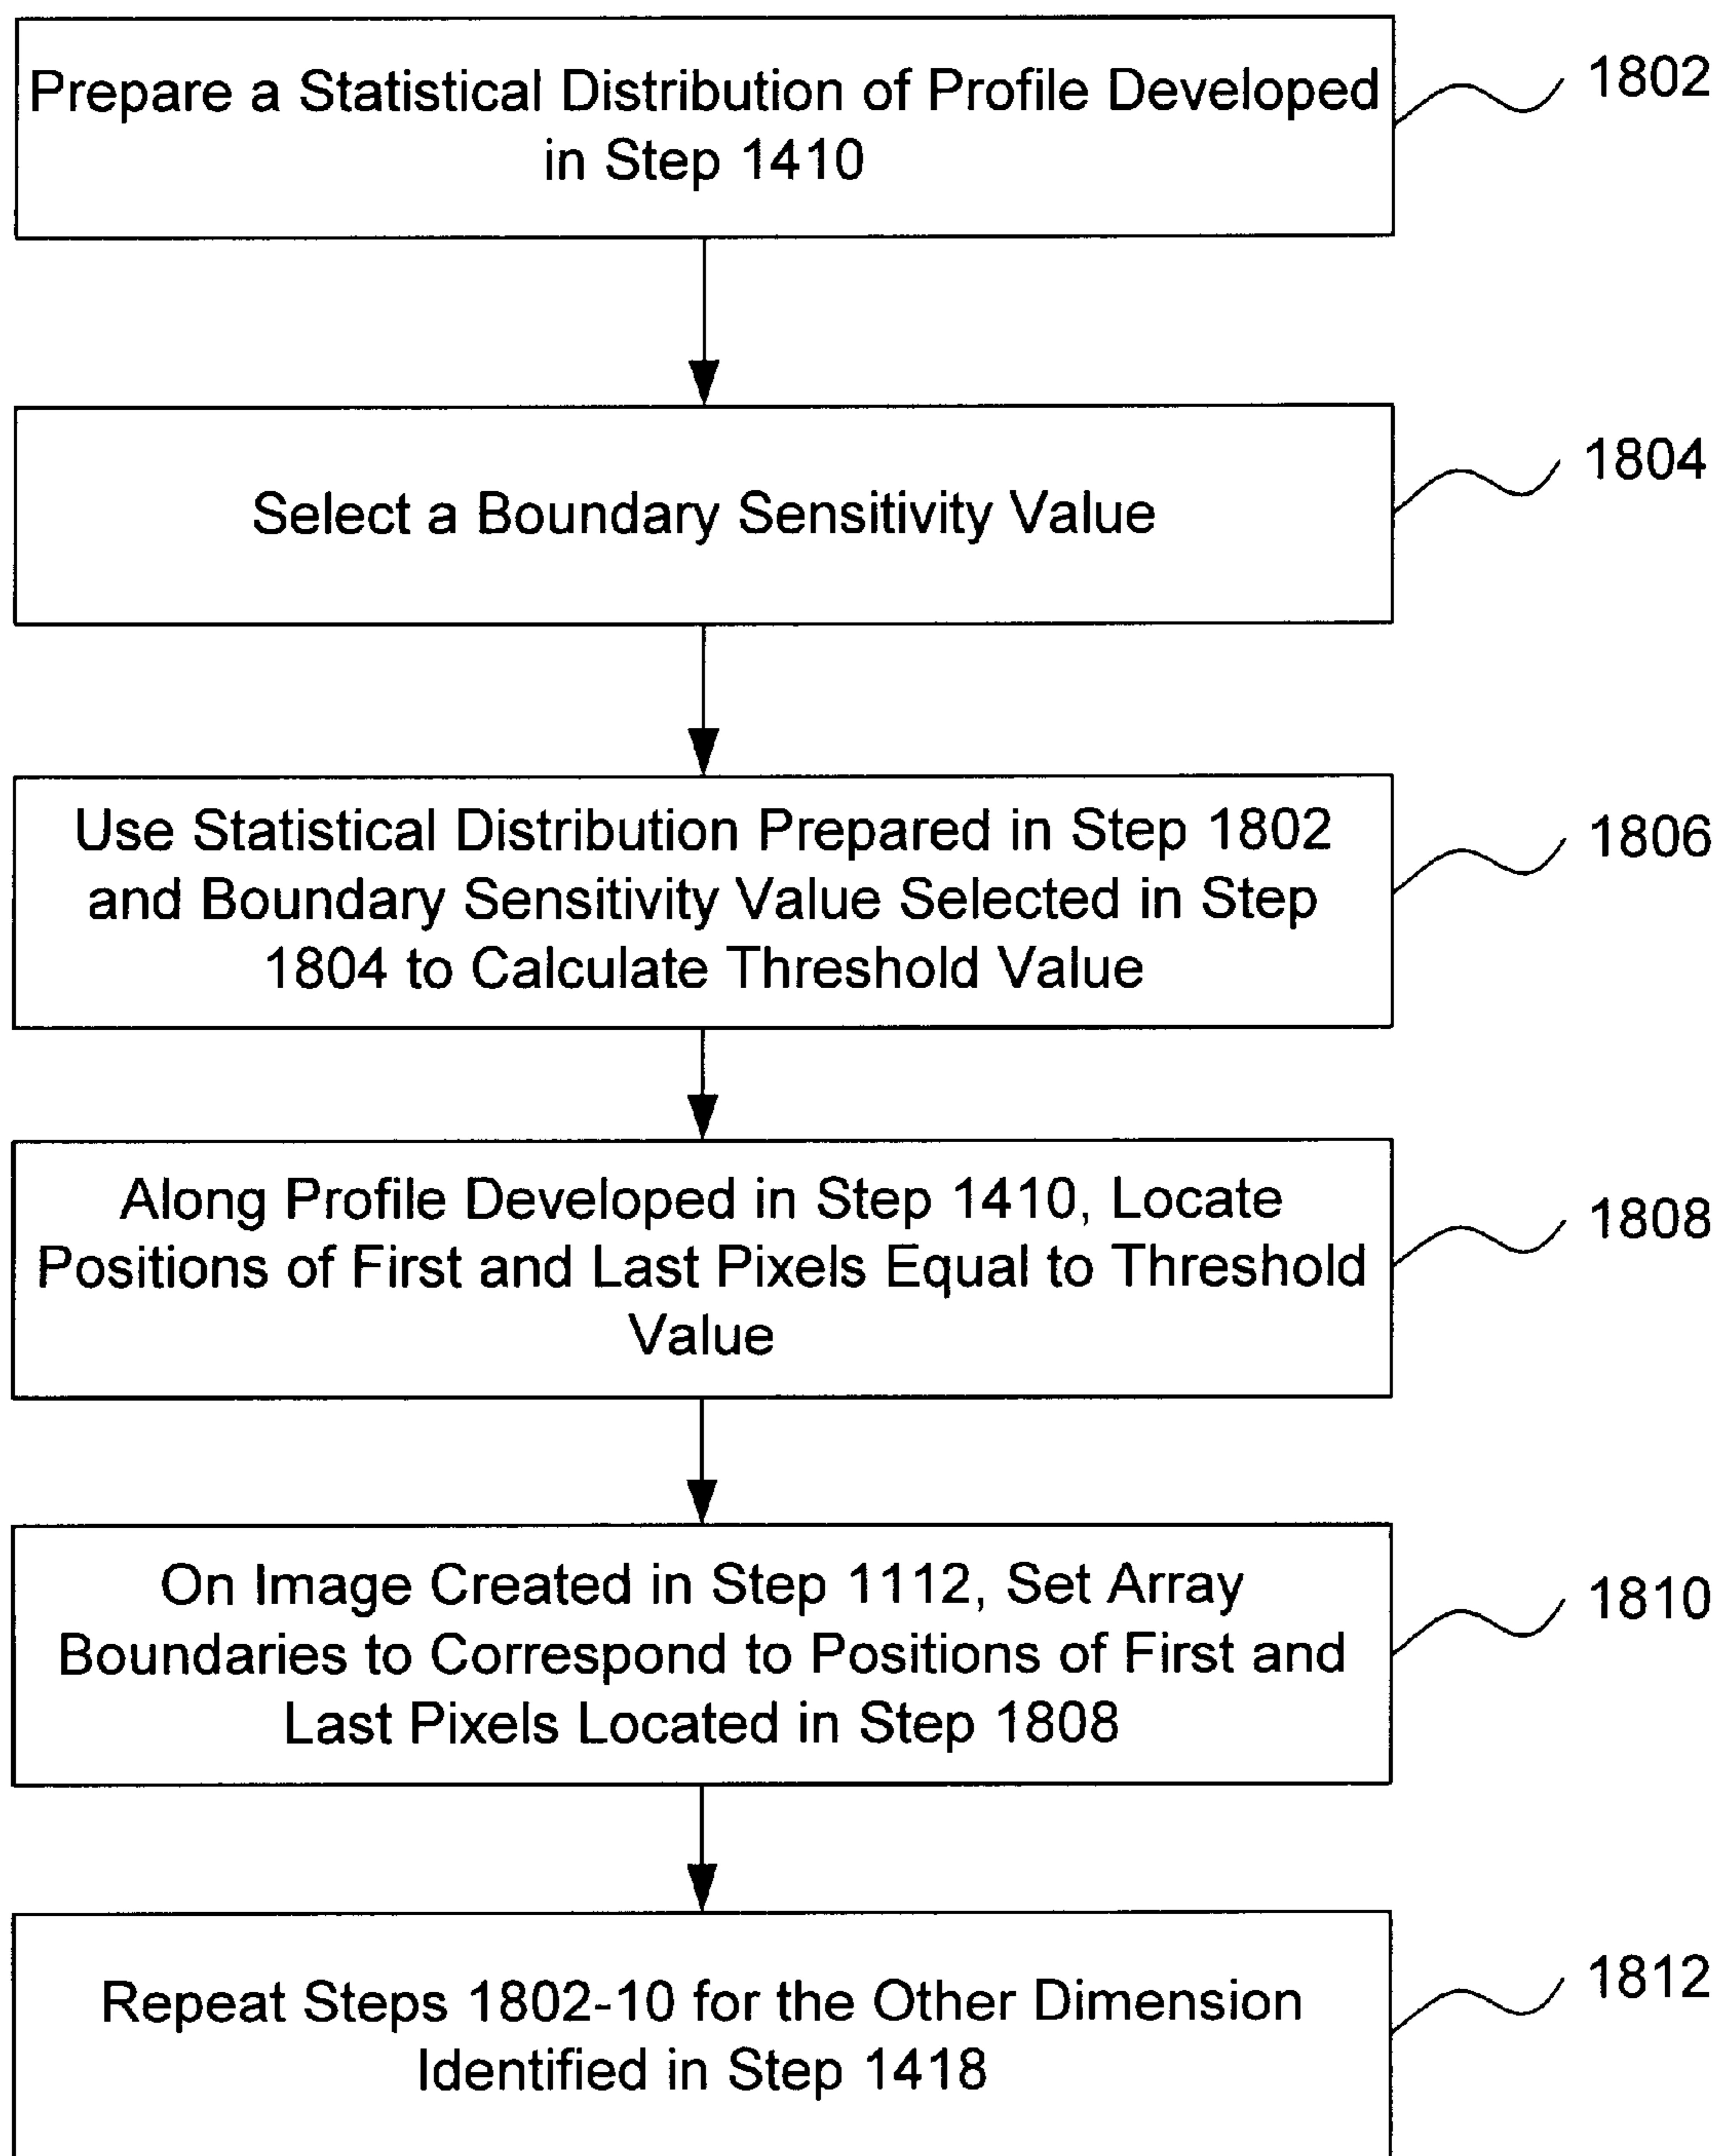 Prepare a Statistical Distribution of Profile Developed
in Step 1410
1802
Select a Boundary Sensitivity Value
1804
Use Statistical Distribution Prepared in Step 1802
and Boundary Sensitivity Value Selected in Step
1804 to Calculate Threshold Value
1806
Along Profile Developed in Step 1410, Locate
Positions of First and Last Pixels Equal to Threshold
Value
1808
On Image Created in Step 1112, Set Array
Boundaries to Correspond to Positions of First and
Last Pixels Located in Step 1808
1810
Repeat Steps 1802-10 for the Other Dimension
Identified in Step 1418
1812